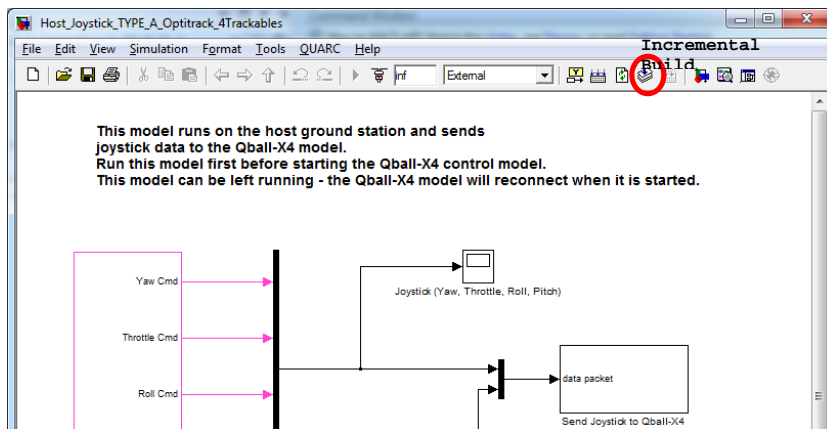 Host_Joystick_TYPE_A_Optitrack_4Trackables
File Edit View Simulation Format Tools QUARC Help
Incremental
Build
inf
External
This model runs on the host ground station and sends
joystick data to the Qball-X4 model.
Run this model first before starting the Qball-X4 control model.
This model can be left running - the Qball-X4 model will reconnect when it is started.
Yaw Cmd
Joystick (Yaw, Throttle, Roll, Pitch)
Throttle Cmd
data packet
Roll Cmd
Send Joystick to Qball-X4